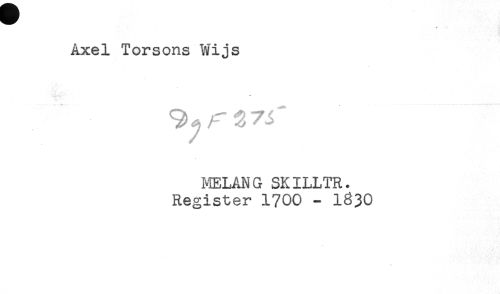 Axel Torsons Wijs
DgF 275
MELANG SKILLTR.
Register 1700 - 1830